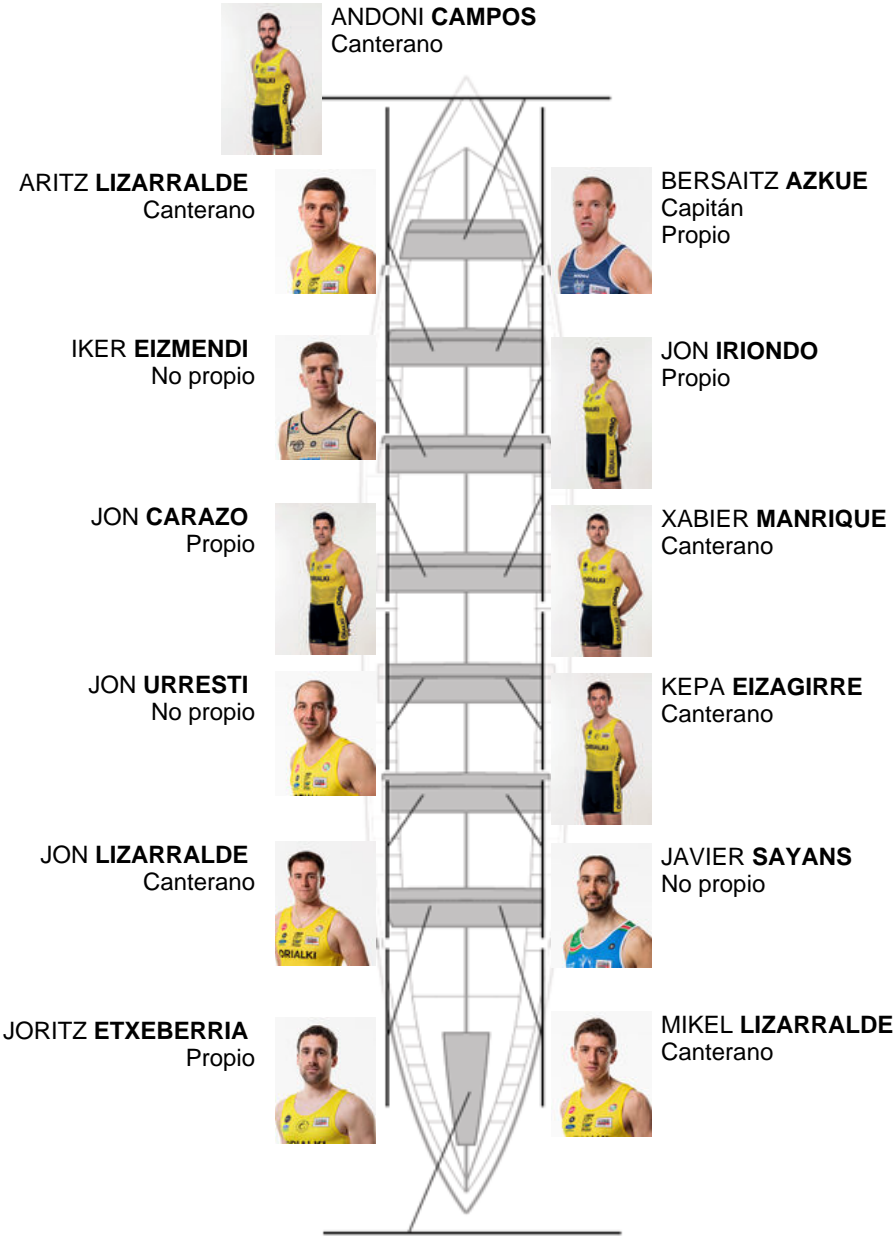 ANDONI CAMPOS
Canterano
ARITZ LIZARRALDE
Canterano
BERSAITZ AZKUE
Capitán
Propio
IKER EIZMENDI
No propio
JON IRIONDO
Propio
JON CARAZO
Propio
XABIER MANRIQUE
Canterano
JON URRESTI
No propio
KEPA EIZAGIRRE
Canterano
JON LIZARRALDE
Canterano
ORIALKI
JAVIER SAYANS
No propio
JORITZ ETXEBERRIA
Propio
MIKEL LIZARRALDE
Canterano